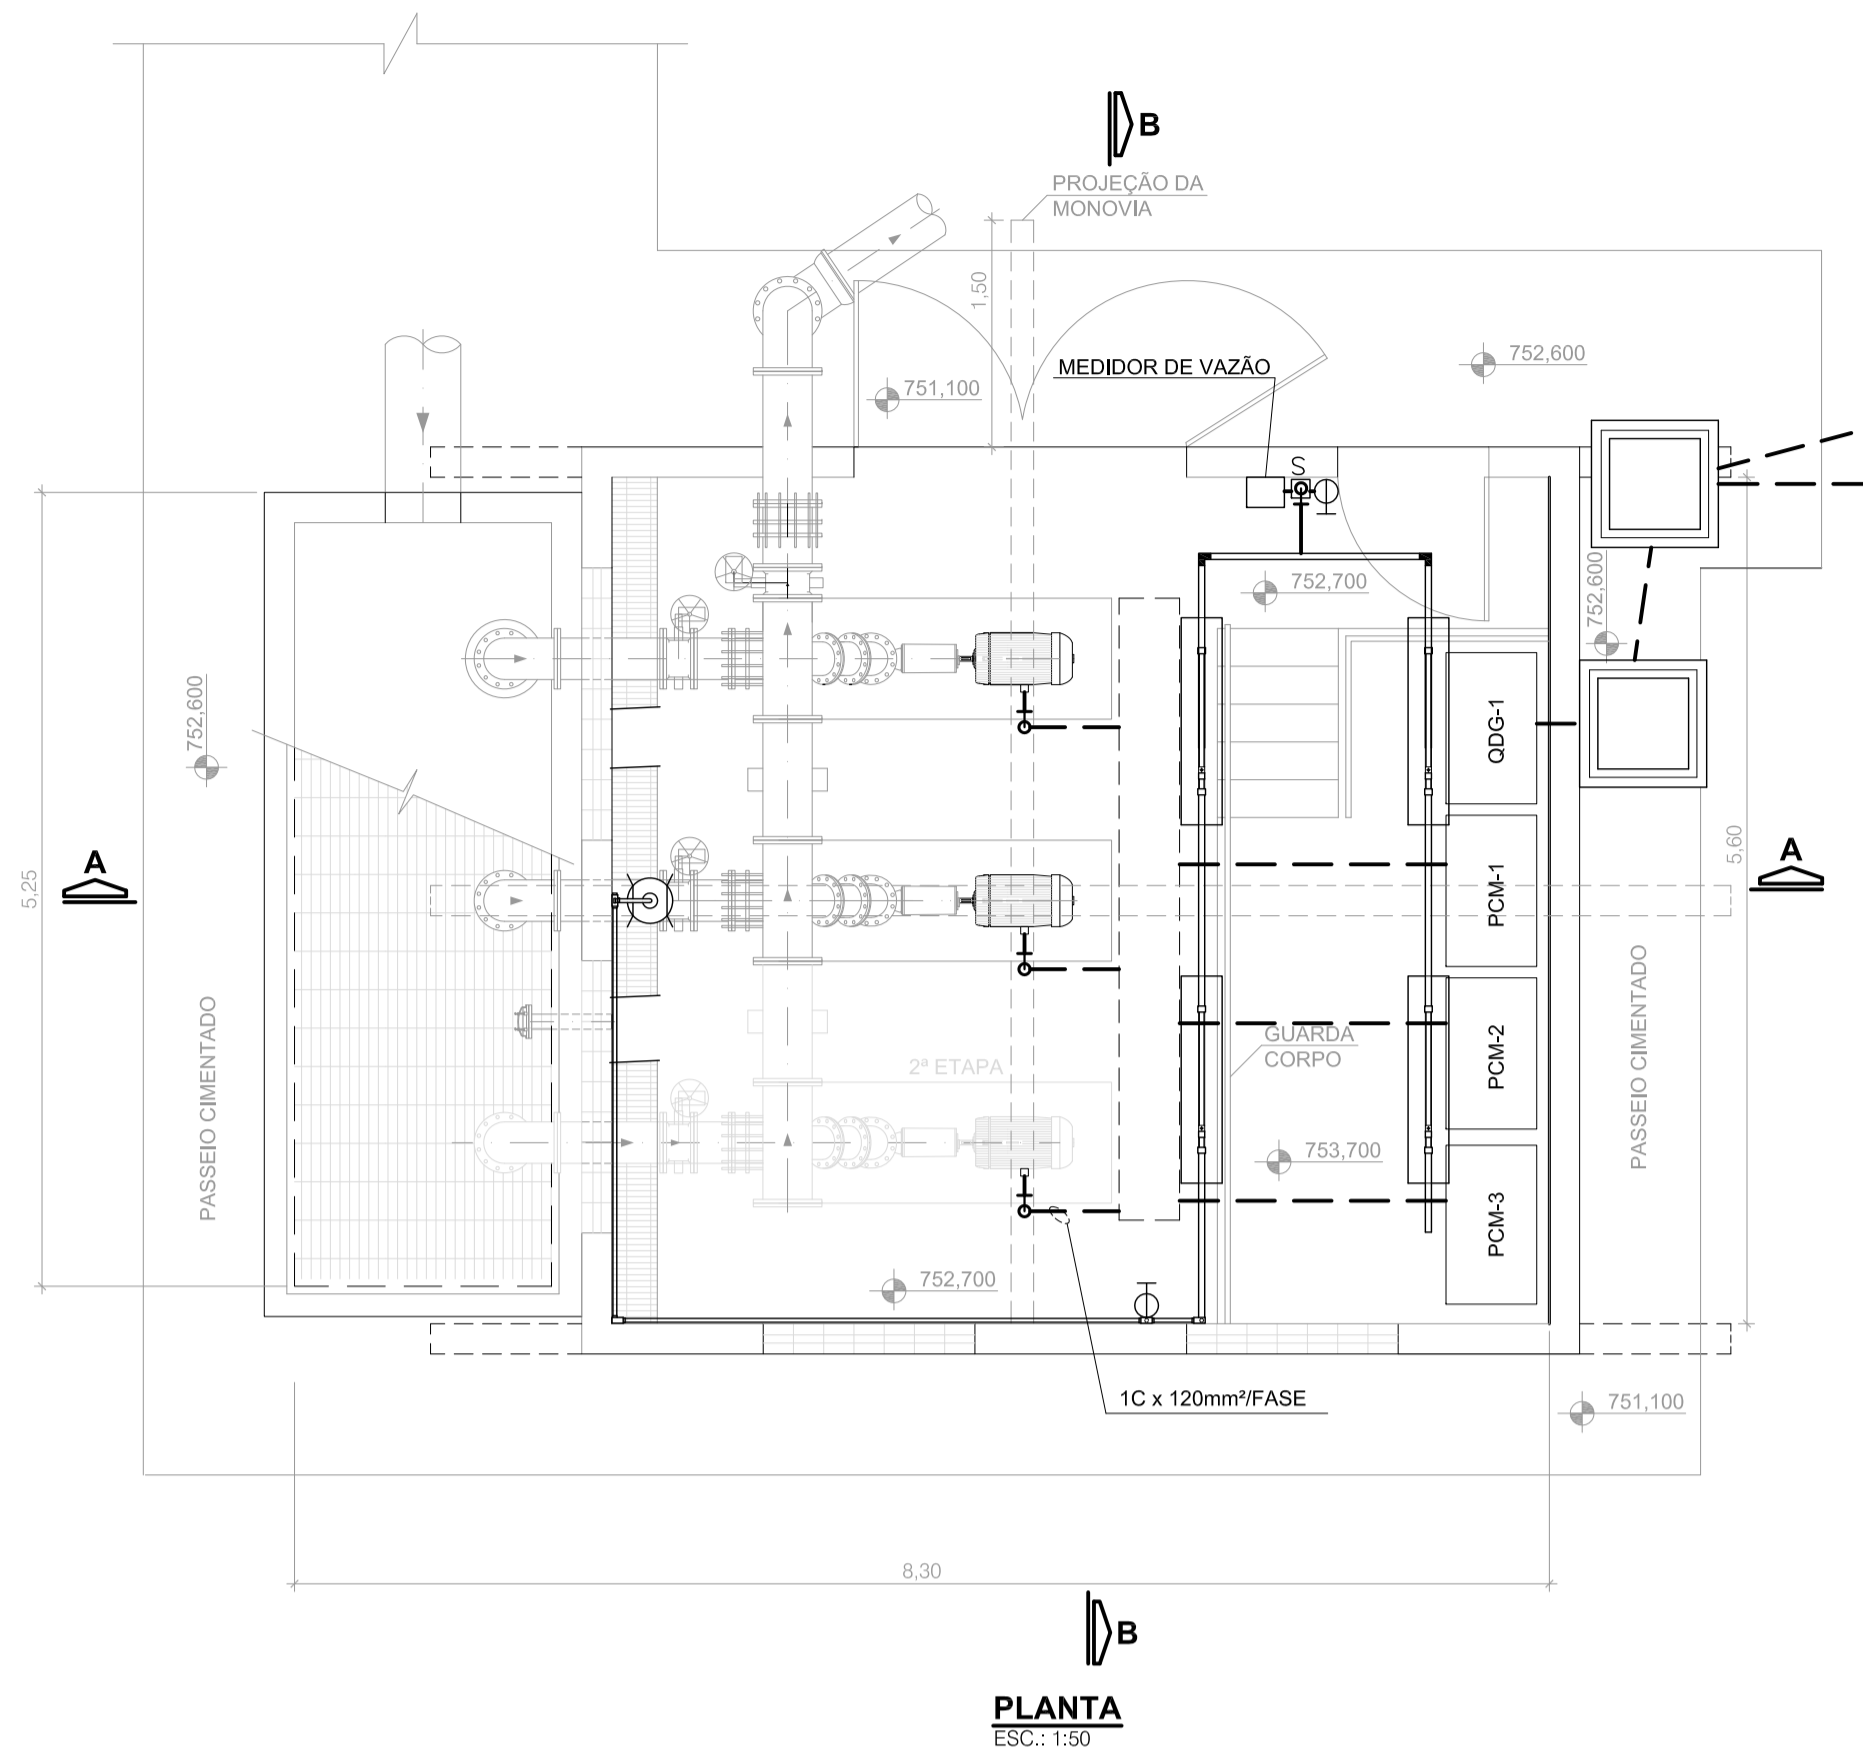 B
PROJEÇÃO DA
MONOVIA
1,50
MEDIDOR DE VAZÃO
752,600
751,100
S
752,700
752,600
752,600
QDG-1
5,25
A
PCM-1
5,60
A
PASSEIO CIMENTADO
2ª ETAPA
GUARDA
CORPO
PCM-2
PASSEIO CIMENTADO
753,700
PCM-3
752,700
1C x 120mm²/FASE
751,100
8,30
B
PLANTA
ESC.: 1:50